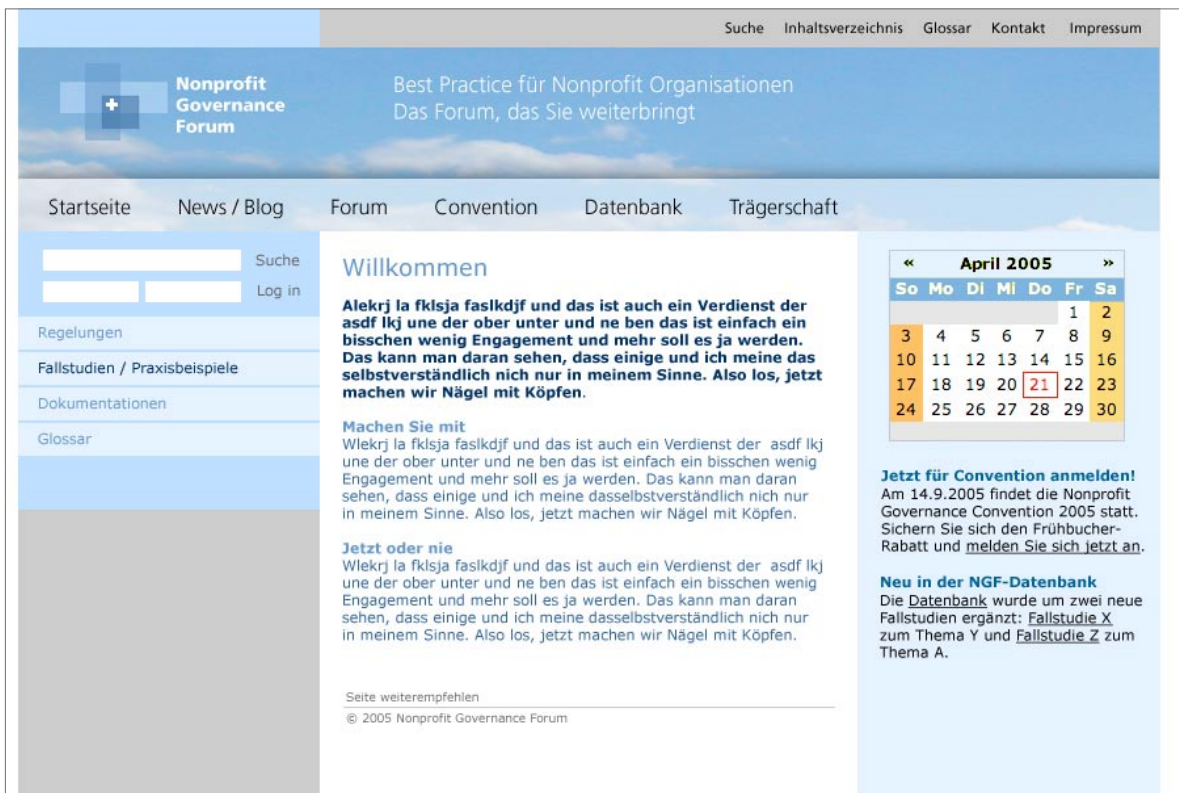 Suche Inhaltsverzeichnis Glossar Kontakt Impressum
Nonprofit
Governance
Forum
Best Practice für Nonprofit Organisationen
Das Forum, das Sie weiterbringt
Startseite News / Blog Forum Convention Datenbank Trägerschaft
Suche
Log in
Regelungen
Fallstudien / Praxisbeispiele
Dokumentationen
Glossar
Willkommen
Alekrj la fklsja faslkdjf und das ist auch ein Verdienst der
asdf lkj une der ober unter und ne ben das ist einfach ein
bisschen wenig Engagement und mehr soll es ja werden.
Das kann man daran sehen, dass einige und ich meine das
selbstverständlich nich nur in meinem Sinne. Also los, jetzt
machen wir Nägel mit Köpfen.
Machen Sie mit
Wlekrj la fklsja faslkdjf und das ist auch ein Verdienst der asdf lkj
une der ober unter und ne ben das ist einfach ein bisschen wenig
Engagement und mehr soll es ja werden. Das kann man daran
sehen, dass einige und ich meine dasselbstverständlich nich nur
in meinem Sinne. Also los, jetzt machen wir Nägel mit Köpfen.
Jetzt oder nie
Wlekrj la fklsja faslkdjf und das ist auch ein Verdienst der asdf lkj
une der ober unter und ne ben das ist einfach ein bisschen wenig
Engagement und mehr soll es ja werden. Das kann man daran
sehen, dass einige und ich meine dasselbstverständlich nich nur
in meinem Sinne. Also los, jetzt machen wir Nägel mit Köpfen.
Seite weiterempfehlen
© 2005 Nonprofit Governance Forum
« April 2005 »
So Mo Di Mi Do Fr Sa
1 2
3 4 5 6 7 8 9
10 11 12 13 14 15 16
17 18 19 20 21 22 23
24 25 26 27 28 29 30
Jetzt für Convention anmelden!
Am 14.9.2005 findet die Nonprofit
Governance Convention 2005 statt.
Sichern Sie sich den Frühbucher-
Rabatt und melden Sie sich jetzt an.
Neu in der NGF-Datenbank
Die Datenbank wurde um zwei neue
Fallstudien ergänzt: Fallstudie X
zum Thema Y und Fallstudie Z zum
Thema A.